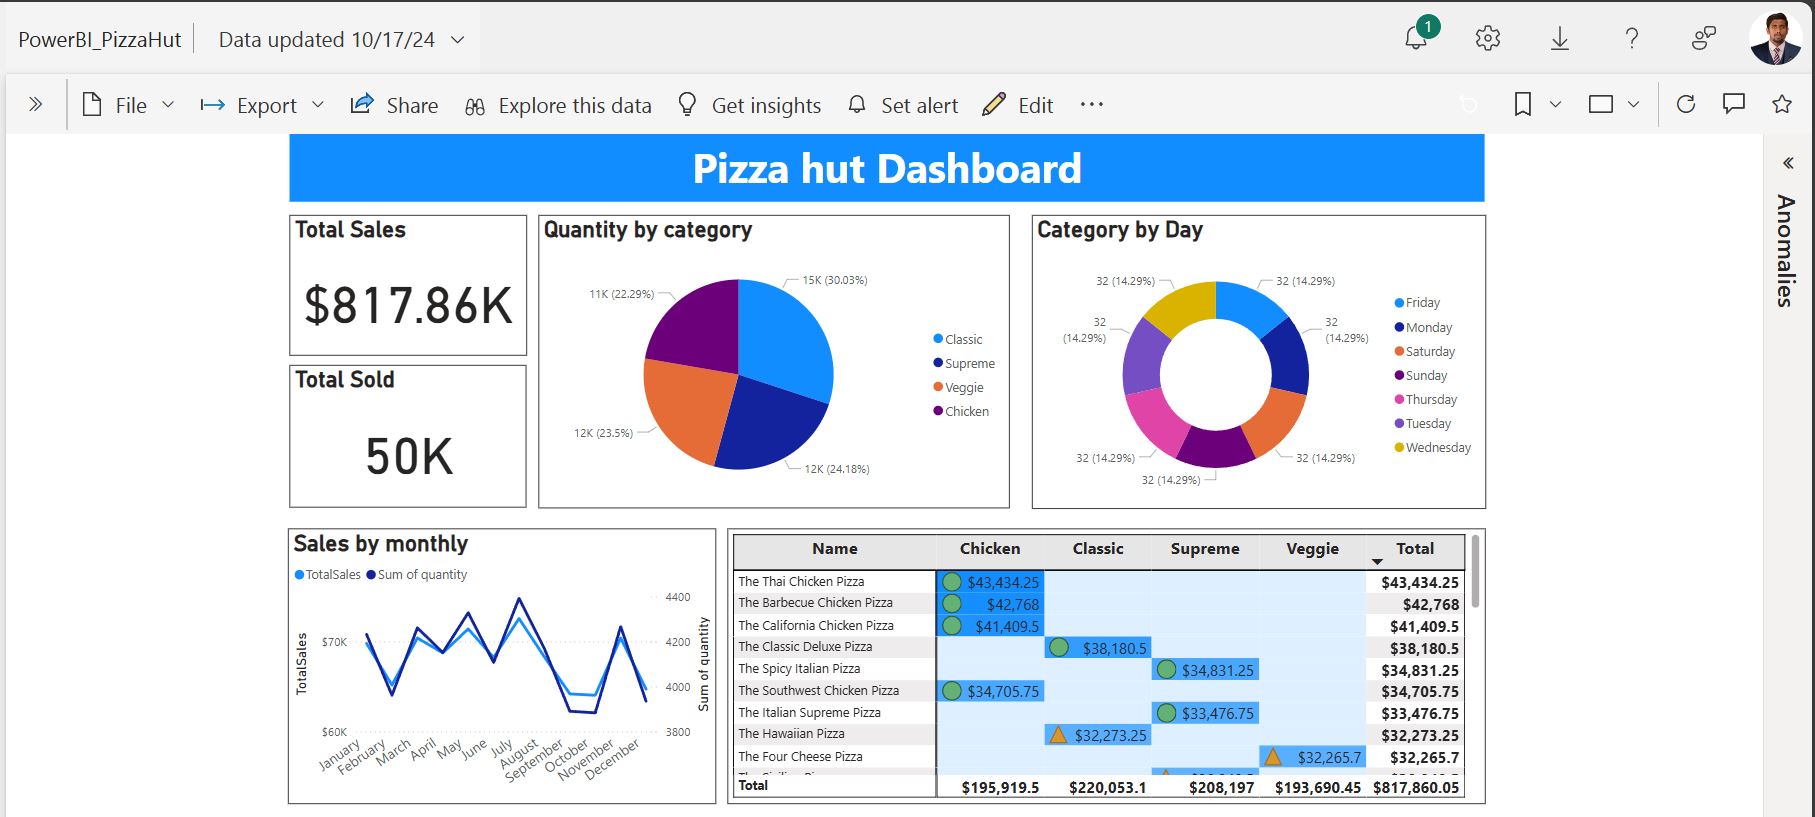 PowerBI_PizzaHut
Data updated 10/17/24
1
File
Export
Share
Explore this data
Get insights
Set alert
Edit
Pizza hut Dashboard
Anomalies
Total Sales
$817.86K
Total Sold
50K
Quantity by category
15K (30.03%)
11K (22.29%)
12K (23.5%)
12K (24.18%)
Classic
Supreme
Veggie
Chicken
Category by Day
32 (14.29%)
32 (14.29%)
32
(14.29%)
32
(14.29%)
32 (14.29%)
32 (14.29%)
32 (14.29%)
Friday
Monday
Saturday
Sunday
Thursday
Tuesday
Wednesday
Sales by monthly
TotalSales Sum of quantity
TotalSales
$70K
$60K
4400
4200
4000
3800
Sum of quantity
January
February
March
April
May
June
July
August
September
October
November
December
Name Chicken Classic Supreme Veggie Total
The Thai Chicken Pizza $43,434.25 $43,434.25
The Barbecue Chicken Pizza $42,768 $42,768
The California Chicken Pizza $41,409.5 $41,409.5
The Classic Deluxe Pizza $38,180.5 $38,180.5
The Spicy Italian Pizza $34,831.25 $34,831.25
The Southwest Chicken Pizza $34,705.75 $34,705.75
The Italian Supreme Pizza $33,476.75 $33,476.75
The Hawaiian Pizza $32,273.25 $32,273.25
The Four Cheese Pizza $32,265.7 $32,265.7
Total $195,919.5 $220,053.1 $208,197 $193,690.45 $817,860.05